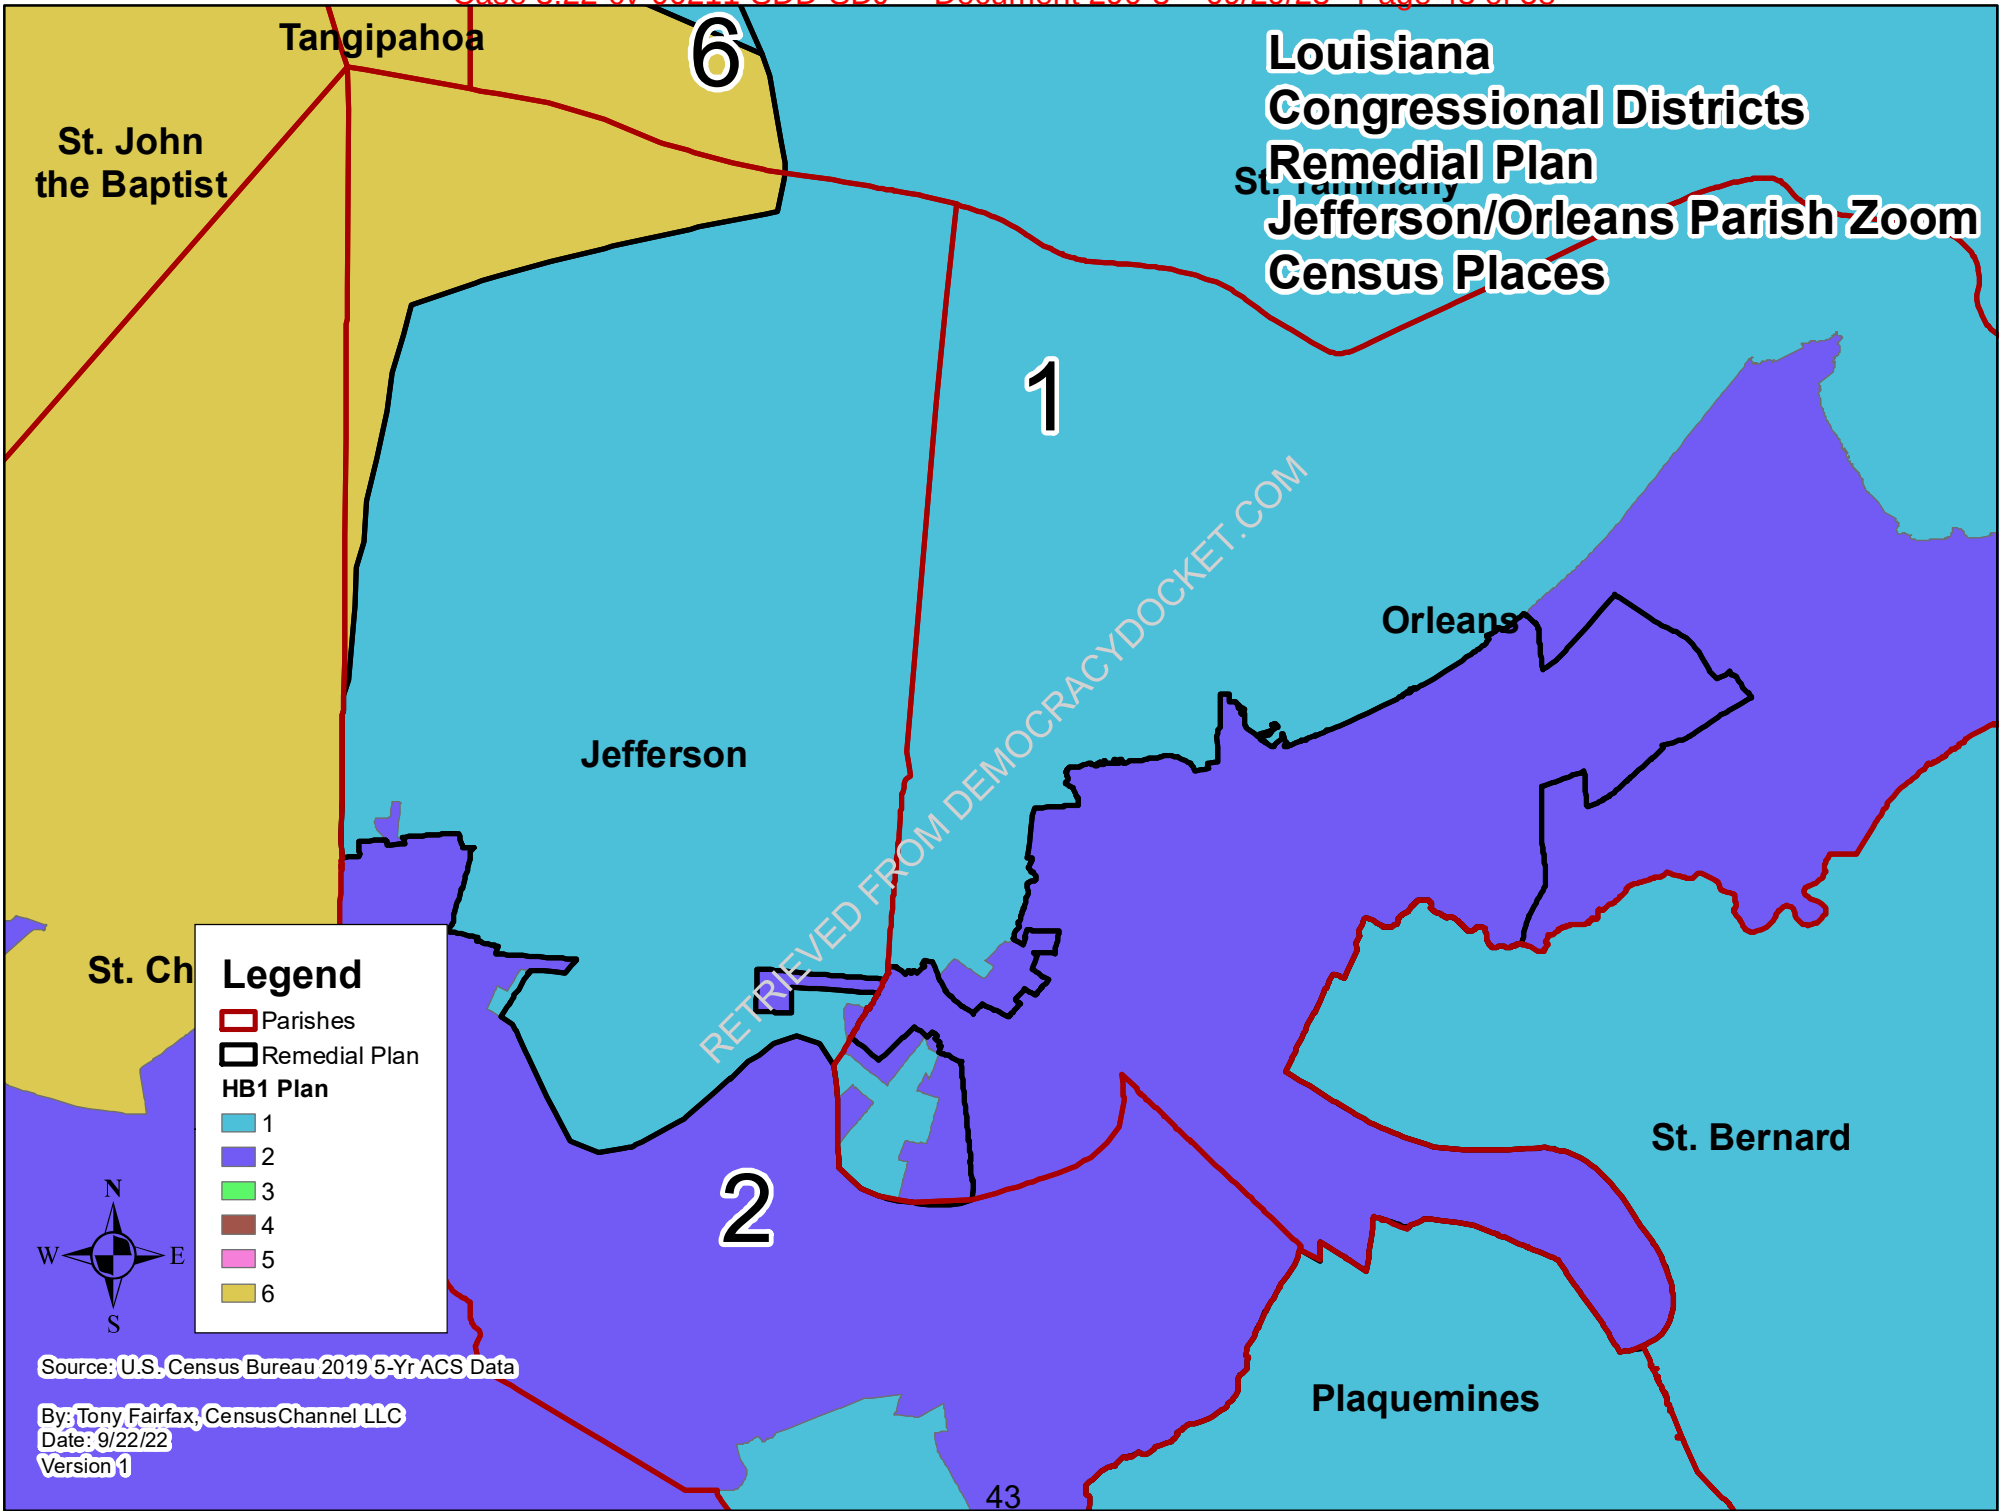 Tangipahoa
6
Louisiana
Congressional Districts
Remedial Plan
Jefferson/Orleans Parish Zoom
Census Places
St. John
the Baptist
St. Tammany
1
Orleans
Jefferson
RETRIEVED FROM DEMOCRACYDOCKET.COM
St. Ch
Legend
Parishes
Remedial Plan
HB1 Plan
1
2
3
4
5
6
2
St. Bernard
Plaquemines
N
W E
S
Source: U.S. Census Bureau 2019 5-Yr ACS Data
By: Tony Fairfax, CensusChannel LLC
Date: 9/22/22
Version 1
43